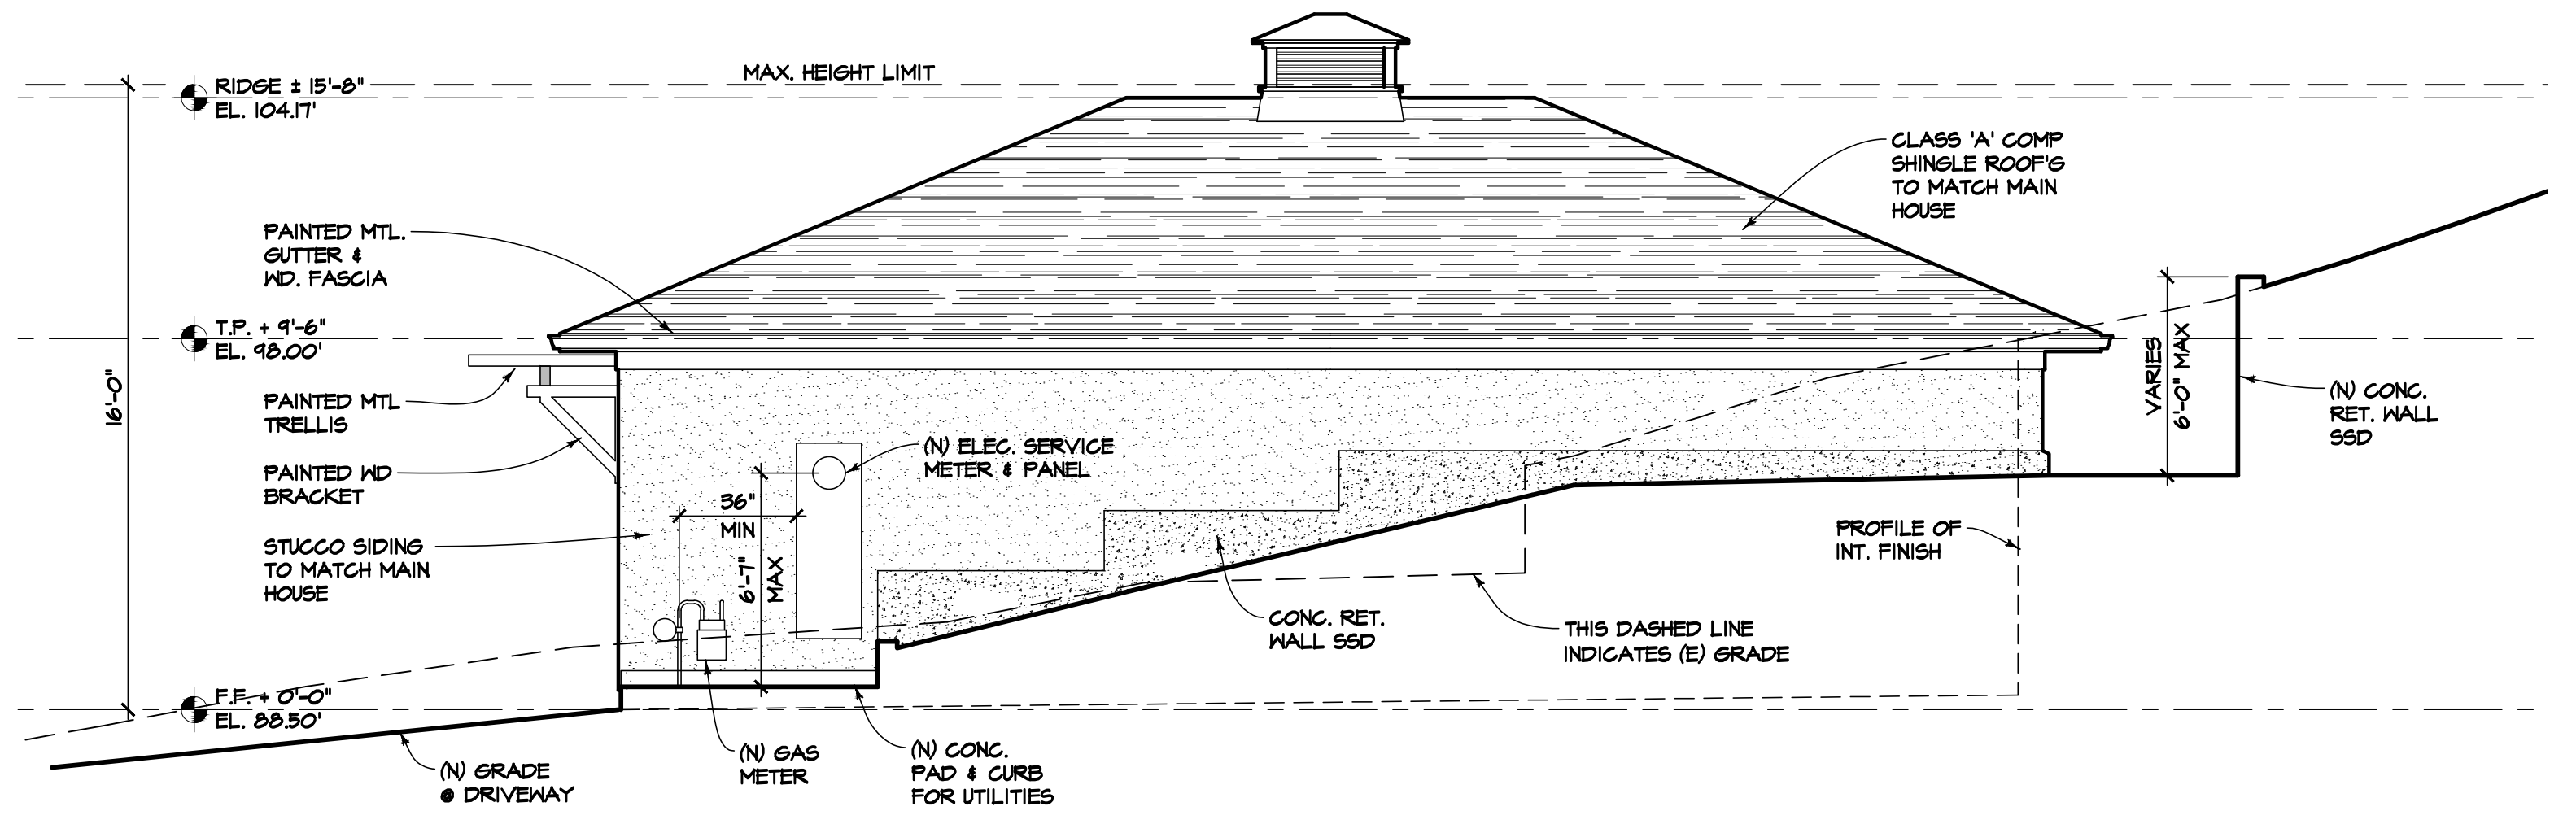 MAX. HEIGHT LIMIT
RIDGE ± 15'-8"
EL. 104.17'
CLASS 'A' COMP
SHINGLE ROOF'G
TO MATCH MAIN
HOUSE
PAINTED MTL.
GUTTER &
WD. FASCIA
T.P. + 9'-6"
EL. 98.00'
16'-0"
VARIES
6'-0" MAX
PAINTED MTL
TRELLIS
(N) CONC.
RET. WALL
SSD
(N) ELEC. SERVICE
METER & PANEL
PAINTED WD
BRACKET
36"
MIN
6'-7"
MAX
STUCCO SIDING
TO MATCH MAIN
HOUSE
PROFILE OF
INT. FINISH
CONC. RET.
WALL SSD
THIS DASHED LINE
INDICATES (E) GRADE
F.F. + 0'-0"
EL. 88.50'
(N) GRADE
@ DRIVEWAY
(N) GAS
METER
(N) CONC.
PAD & CURB
FOR UTILITIES